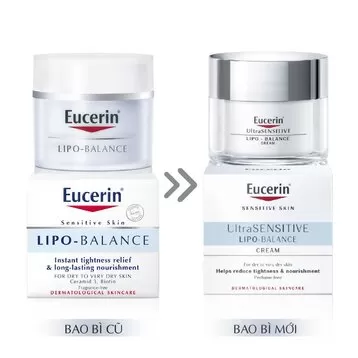 Eucerin
LIPO-BALANCE
Eucerin
Sensitive Skin
LIPO-BALANCE
Instant tightness relief
& long-lasting nourishment
FOR DRY TO VERY DRY SKIN
Ceramid 3, Biotin
Fragrance-free
DERMATOLOGICAL SKINCARE
BAO BÌ CŨ
Eucerin
UltraSENSITIVE
LIPO - BALANCE
CREAM
Eucerin
SENSITIVE SKIN
UltraSENSITIVE
LIPO-BALANCE
CREAM
For dry to very dry skin
Helps reduce tightness & nourishment
Perfume-free
DERMATOLOGICAL SKINCARE
BAO BÌ MỚI